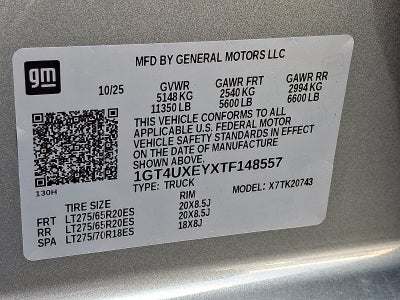 gm
MFD BY GENERAL MOTORS LLC
10/25 GVWR GAWR FRT GAWR RR
5148 KG 2540 KG 2994 KG
11350 LB 5600 LB 6600 LB
THIS VEHICLE CONFORMS TO ALL
APPLICABLE U.S. FEDERAL MOTOR
VEHICLE SAFETY STANDARDS IN EFFECT
ON THE DATE OF MANUFACTURE
SHOWN ABOVE.
1GT4UXEYXTF148557
130H TYPE: TRUCK MODEL: X7TK20743
TIRE SIZE RIM
FRT LT275/65R20ES 20X8.5J
RR LT275/65R20ES 20X8.5J
SPA LT275/70R18ES 18X8J